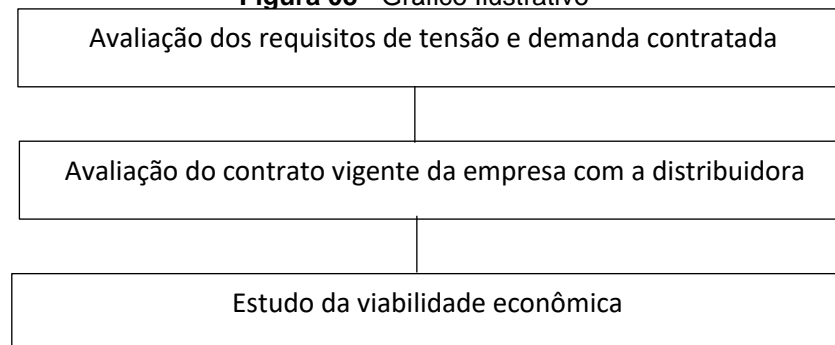 Gráfico Ilustrativo
Avaliação dos requisitos de tensão e demanda contratada
Avaliação do contrato vigente da empresa com a distribuidora
Estudo da viabilidade econômica